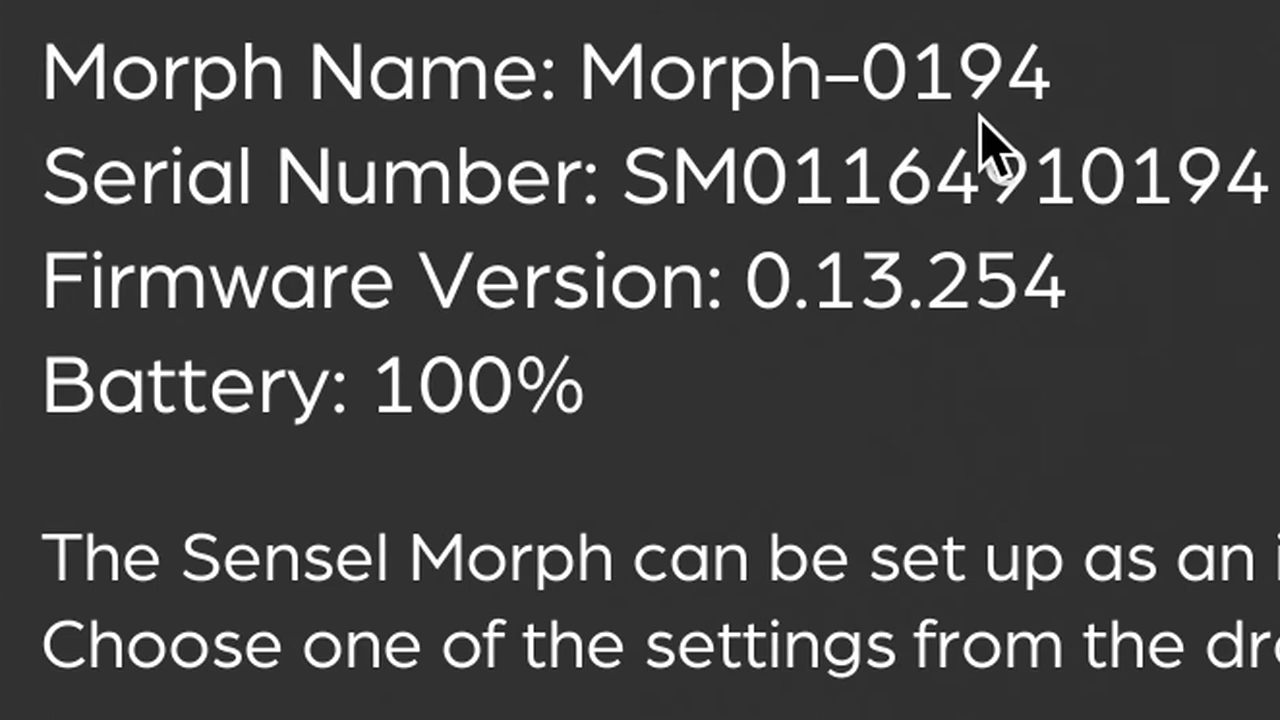 Morph Name: Morph-0194
Serial Number: SM01164910194
Firmware Version: 0.13.254
Battery: 100%
The Sensel Morph can be set up as an
Choose one of the settings from the